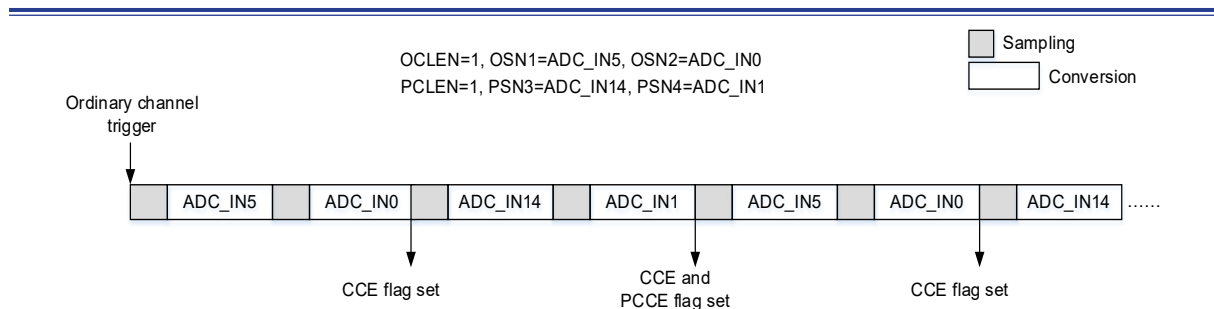 OCLEN=1, OSN1=ADC_IN5, OSN2=ADC_IN0
PCLEN=1, PSN3=ADC_IN14, PSN4=ADC_IN1
Sampling
Conversion
Ordinary channel
trigger
ADC_IN5 ADC_IN0 ADC_IN14 ADC_IN1 ADC_IN5 ADC_IN0 ADC_IN14 ......
CCE flag set
CCE and
PCCE flag set
CCE flag set